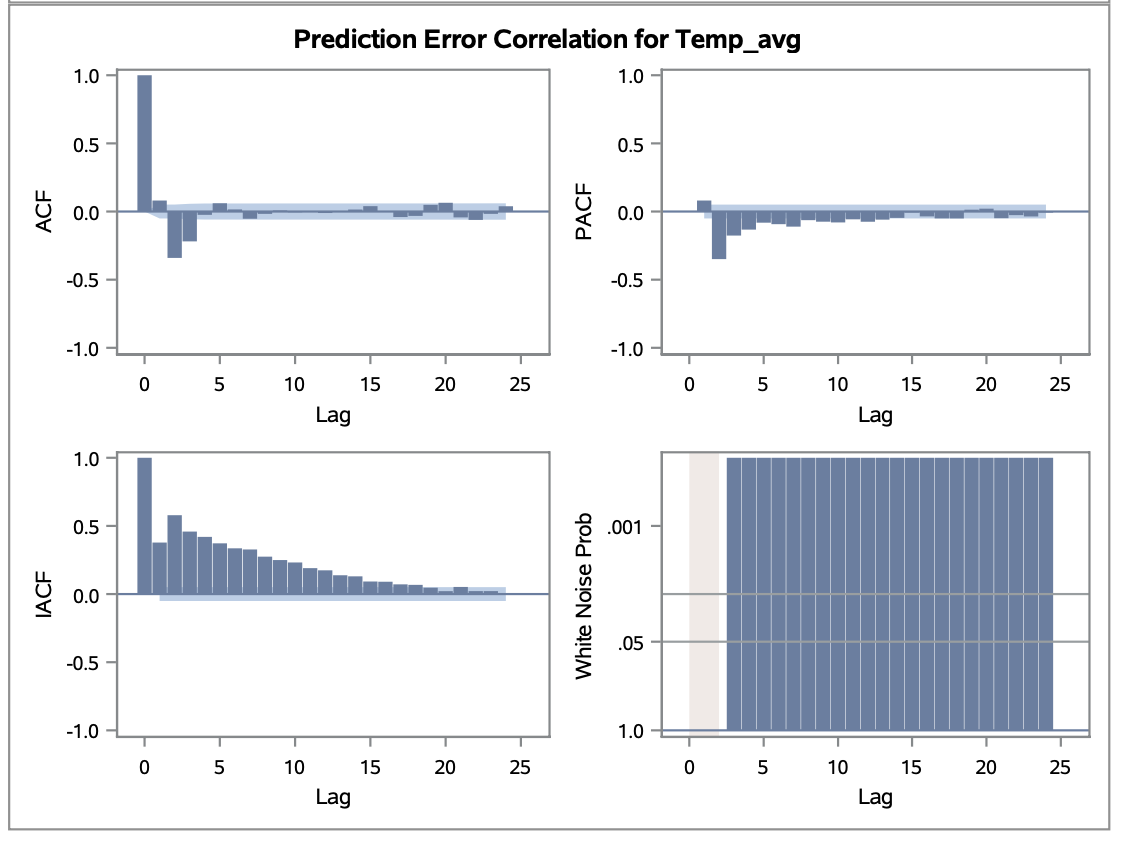 Prediction Error Correlation for Temp_avg
1.0
0.5
0.0
-0.5
-1.0
ACF
0 5 10 15 20 25
Lag
1.0
0.5
0.0
-0.5
-1.0
PACF
0 5 10 15 20 25
Lag
1.0
0.5
0.0
-0.5
-1.0
IACF
0 5 10 15 20 25
Lag
.001
.05
1.0
White Noise Prob
0 5 10 15 20 25
Lag